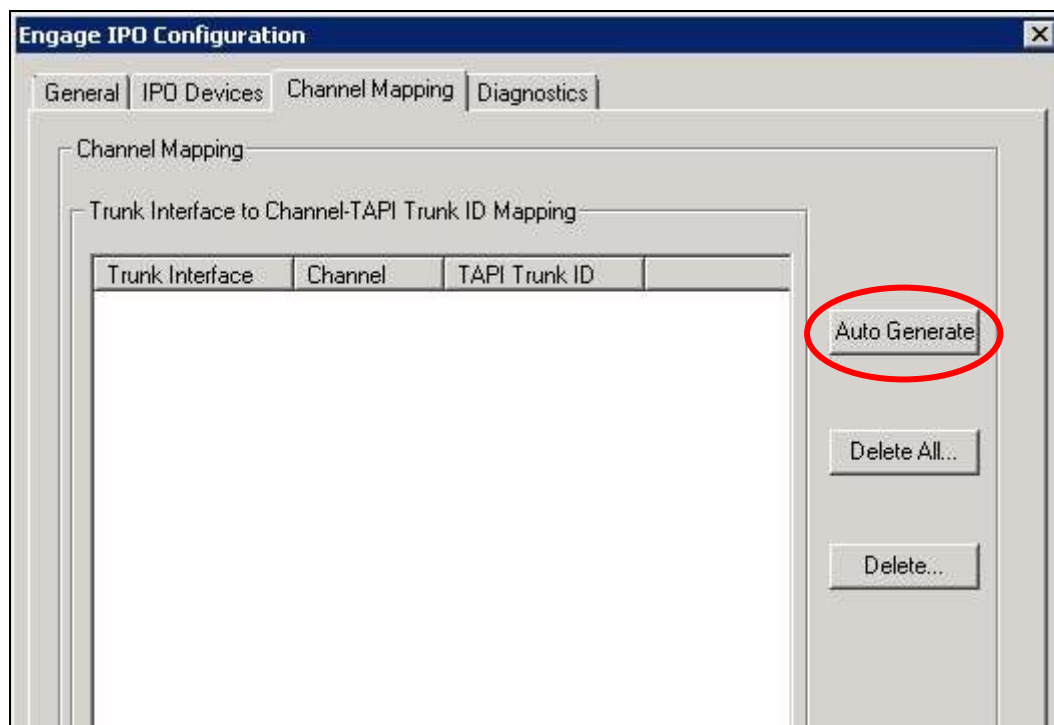 Engage IPO Configuration
General IPO Devices Channel Mapping Diagnostics
Channel Mapping
Trunk Interface to Channel-TAPI Trunk ID Mapping
Trunk Interface Channel TAPI Trunk ID
Auto Generate
Delete All...
Delete...